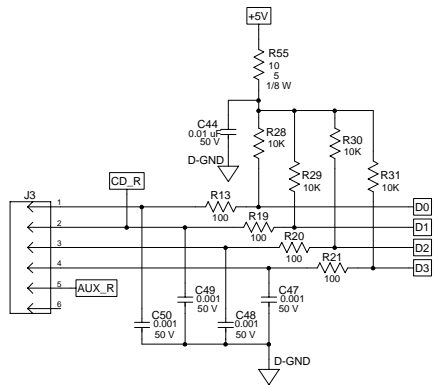 +5V
R55
10
5
1/8 W
C44
0.01 uF
50 V
D-GND
R28
10K
R30
10K
R29
10K
R31
10K
CD_R
J3
1
R13
100
D0
2
R19
100
D1
3
R20
100
D2
4
R21
100
D3
5
AUX_R
6
C49
0.001
50 V
C47
0.001
50 V
C50
0.001
50 V
C48
0.001
50 V
D-GND